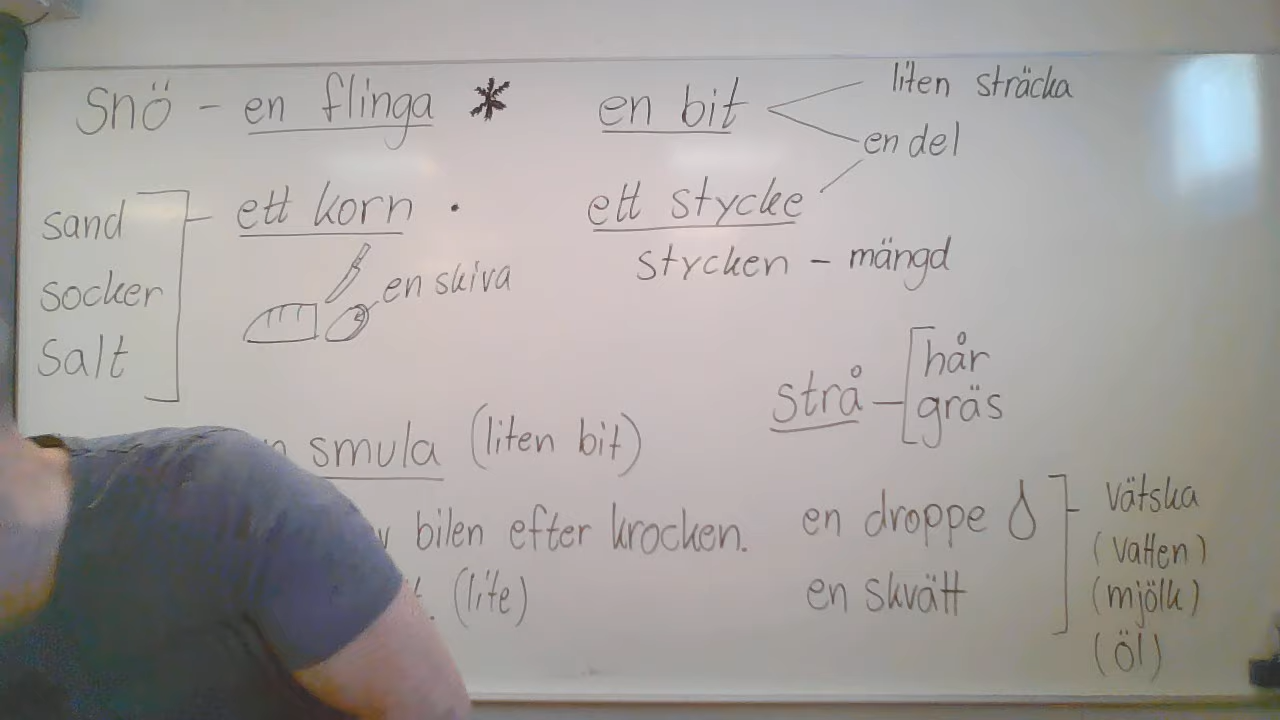 Snö - en flinga
en bit
liten sträcka
en del
sand
socker
salt
ett korn
en skiva
ett stycke
stycken - mängd
strå
hår
gräs
smula (liten bit)
bilen efter krocken.
(lite)
en droppe
en skvätt
vätska
(vatten)
(mjölk)
(öl)